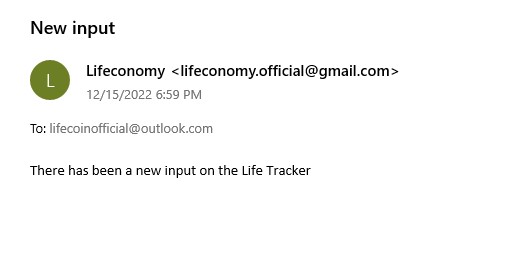 New input
L
Lifeconomy <lifeconomy.official@gmail.com>
12/15/2022 6:59 PM
To: lifecoinofficial@outlook.com
There has been a new input on the Life Tracker